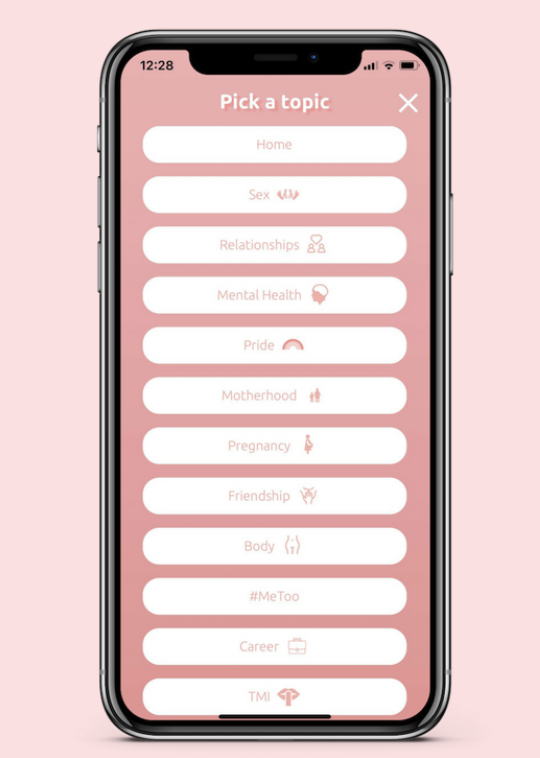 12:28
Pick a topic
Home
Sex
Relationships
Mental Health
Pride
Motherhood
Pregnancy
Friendship
Body
#MeToo
Career
TMI